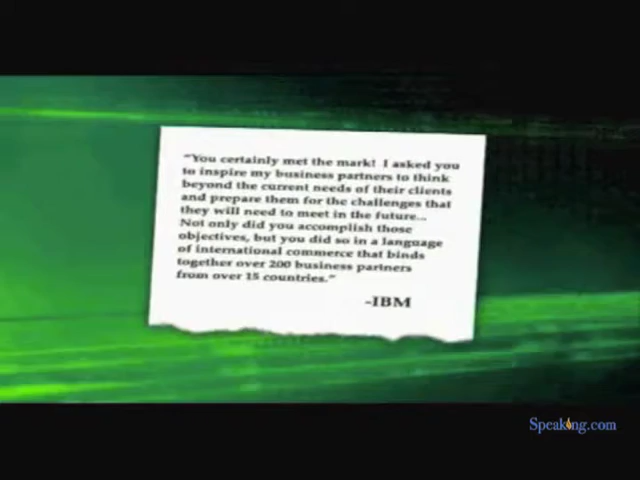 "You certainly met the mark! I asked you
to inspire my business partners to think
beyond the current needs of their clients
and prepare them for the challenges that
they will need to meet in the future...
Not only did you accomplish those
objectives, but you did so in a language
of international commerce that binds
together over 200 business partners
from over 15 countries."
-IBM
Speaking.com